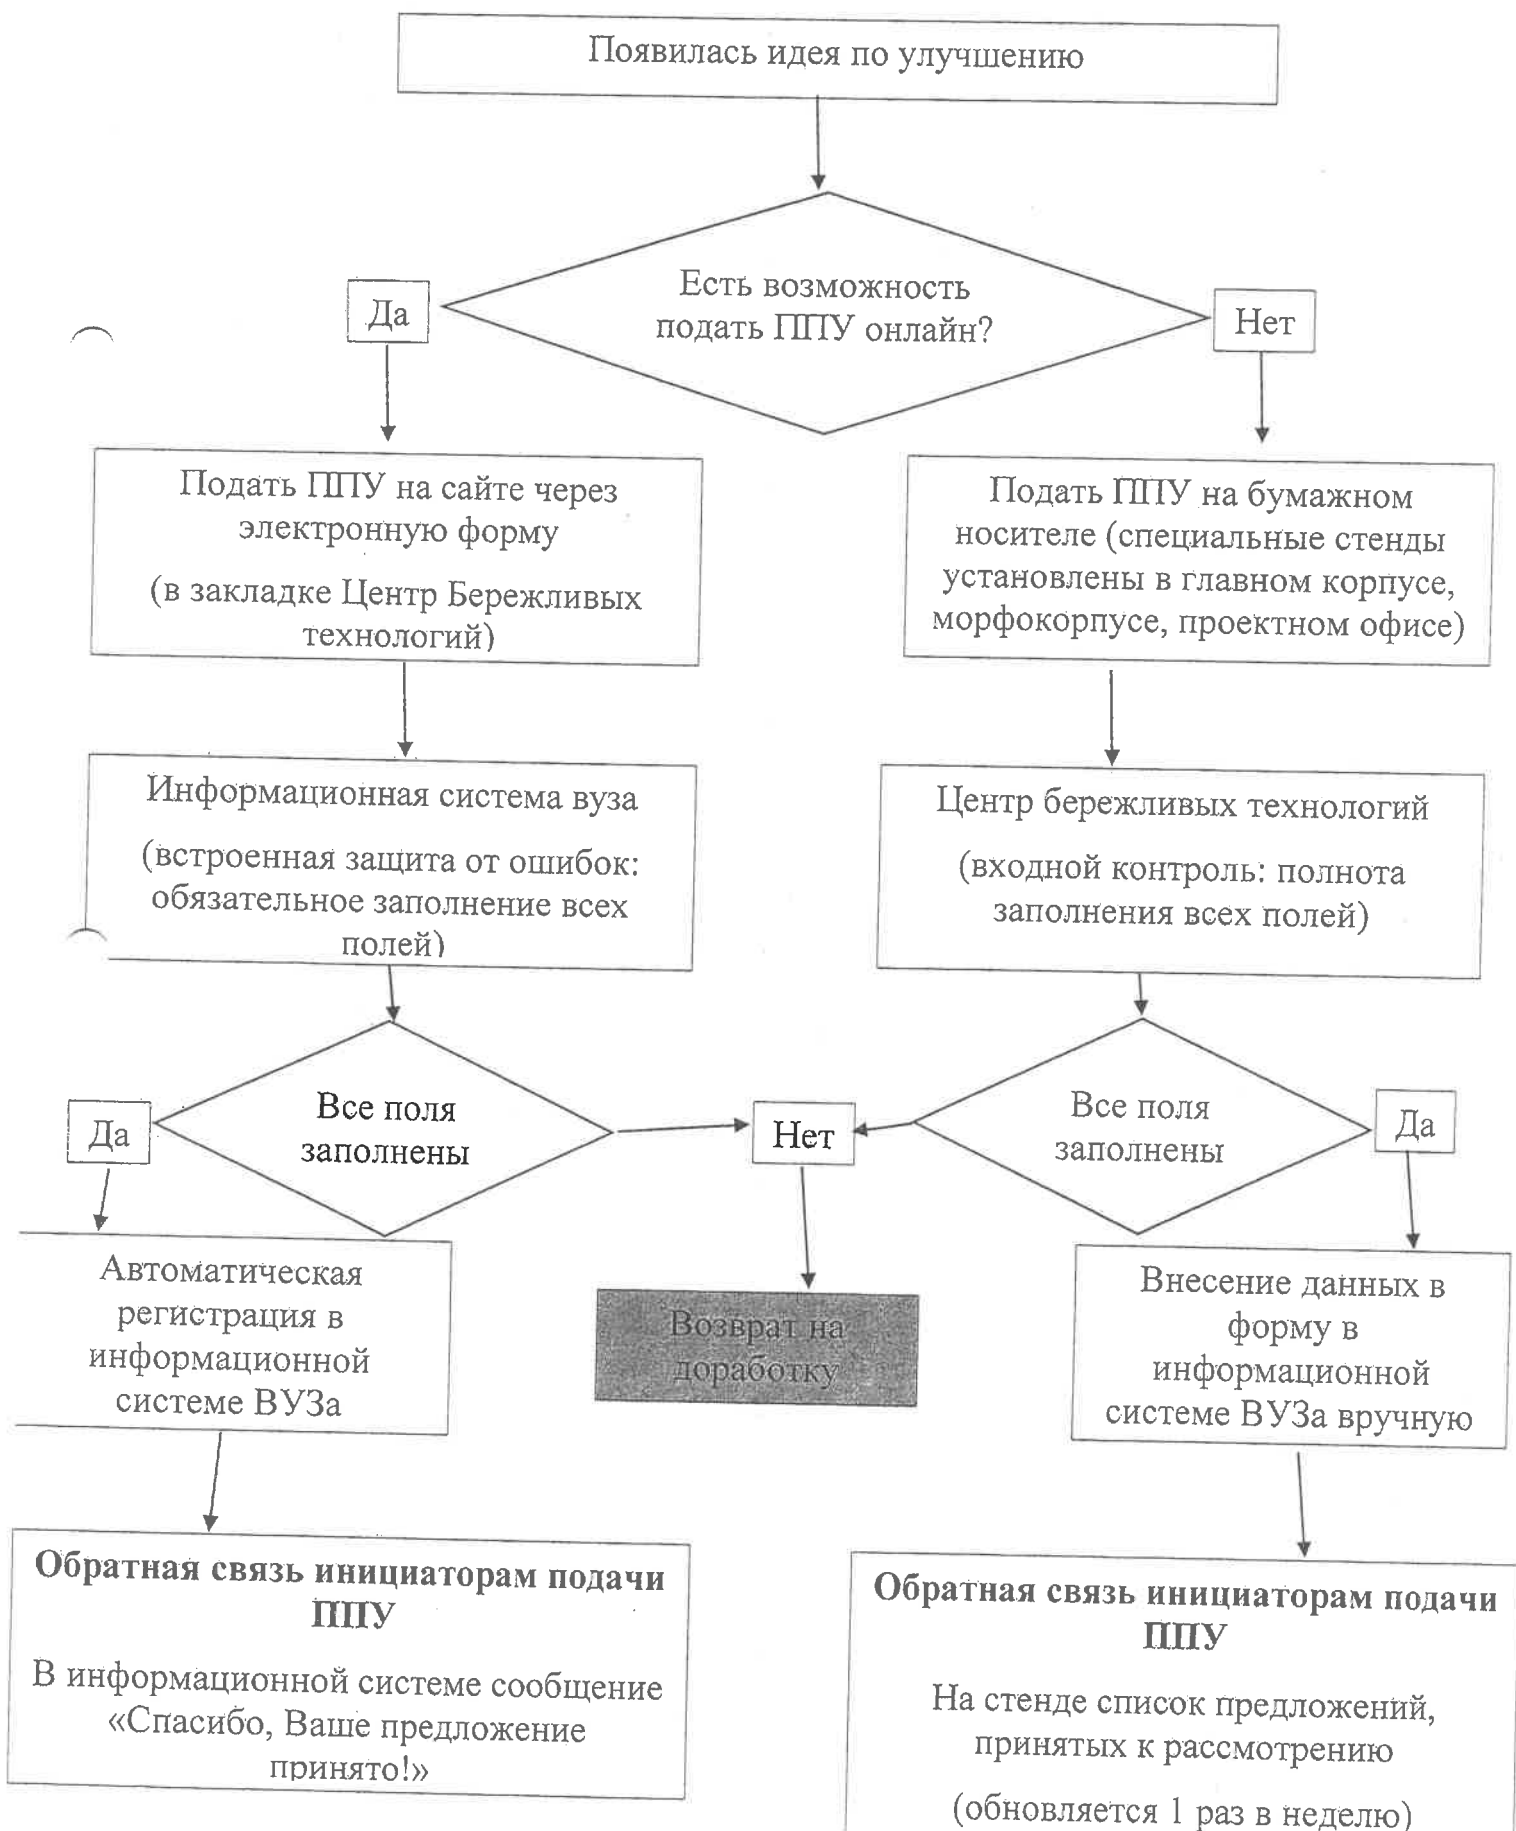 Появилась идея по улучшению
Есть возможность
подать ППУ онлайн?
Да
Нет
Подать ППУ на сайте через
электронную форму
(в закладке Центр Бережливых
технологий)
Подать ППУ на бумажном
носителе (специальные стенды
установлены в главном корпусе,
морфокорпусе, проектном офисе)
Информационная система вуза
(встроенная защита от ошибок:
обязательное заполнение всех
полей)
Центр бережливых технологий
(входной контроль: полнота
заполнения всех полей)
Да
Все поля
заполнены
Нет
Все поля
заполнены
Да
Автоматическая
регистрация в
информационной
системе ВУЗа
Возврат на
доработку
Внесение данных в
форму в
информационной
системе ВУЗа вручную
Обратная связь инициаторам подачи
ППУ
В информационной системе сообщение
«Спасибо, Ваше предложение
принято!»
Обратная связь инициаторам подачи
ППУ
На стенде список предложений,
принятых к рассмотрению
(обновляется 1 раз в неделю)